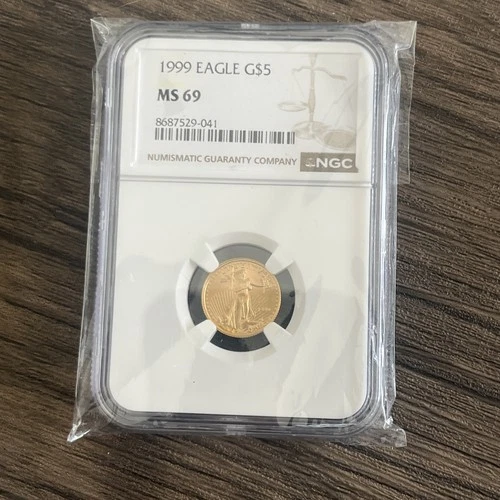 1999 EAGLE G$5
MS 69
8687529-041
NUMISMATIC GUARANTY COMPANY
NGC